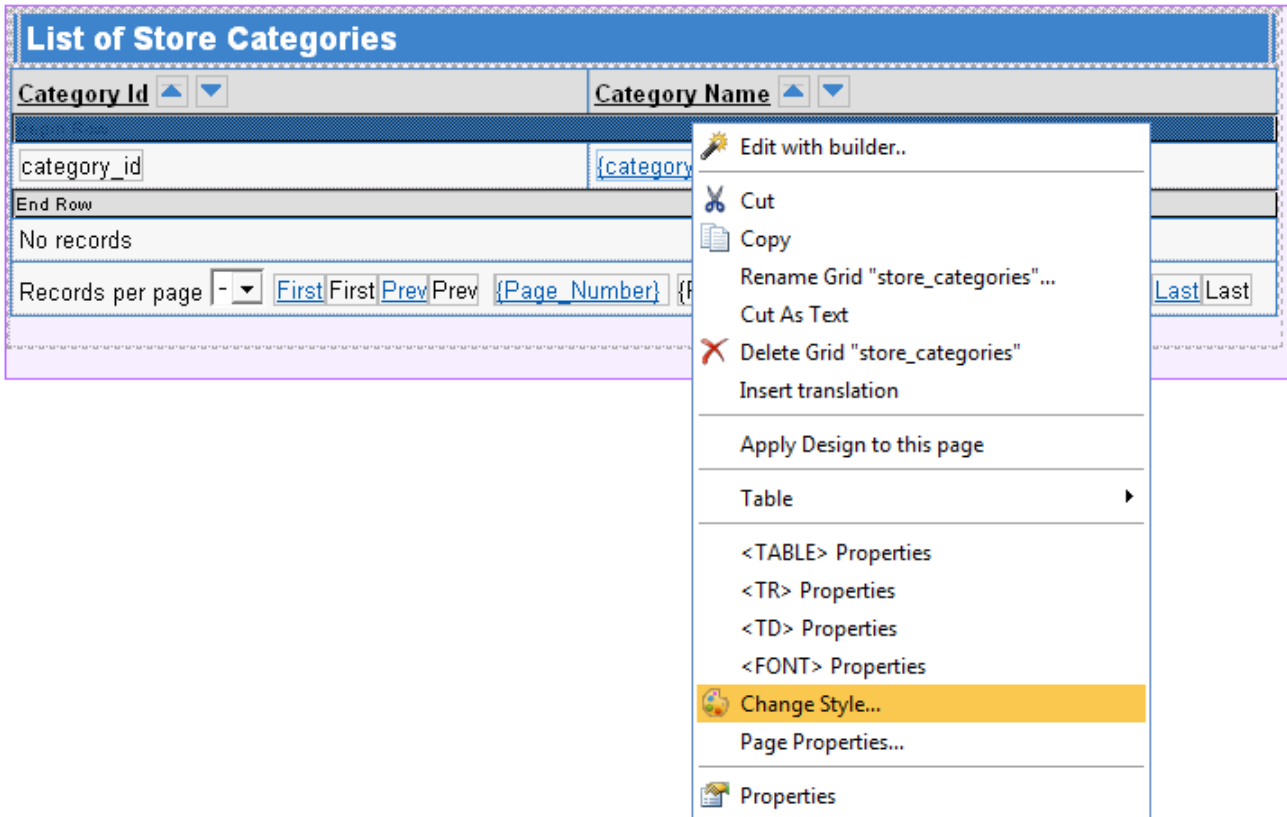 List of Store Categories
Category Id Category Name
Begin Row
category_id {category
End Row
No records
Records per page - First First Prev Prev {Page_Number} Last Last
Edit with builder..
Cut
Copy
Rename Grid "store_categories"...
Cut As Text
Delete Grid "store_categories"
Insert translation
Apply Design to this page
Table
<TABLE> Properties
<TR> Properties
<TD> Properties
<FONT> Properties
Change Style...
Page Properties...
Properties